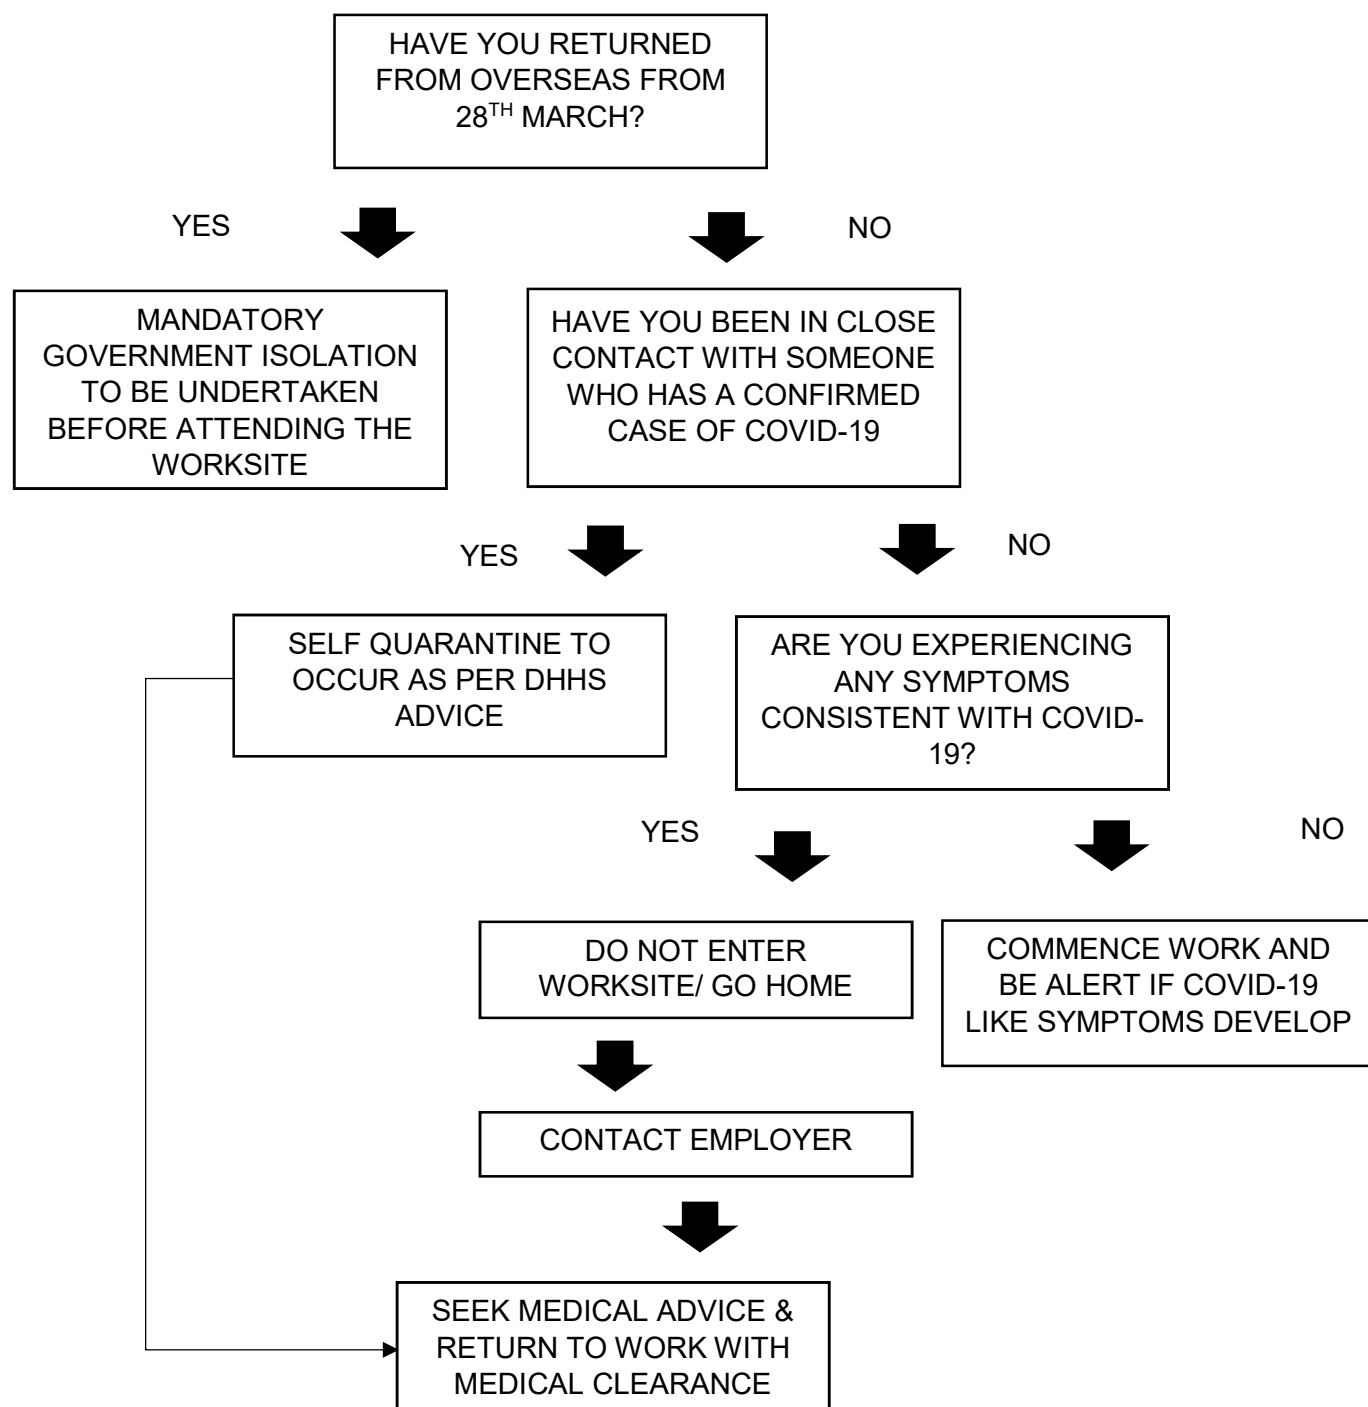 HAVE YOU RETURNED
FROM OVERSEAS FROM
28TH MARCH?
YES
NO
MANDATORY
GOVERNMENT ISOLATION
TO BE UNDERTAKEN
BEFORE ATTENDING THE
WORKSITE
HAVE YOU BEEN IN CLOSE
CONTACT WITH SOMEONE
WHO HAS A CONFIRMED
CASE OF COVID-19
YES
NO
SELF QUARANTINE TO
OCCUR AS PER DHHS
ADVICE
ARE YOU EXPERIENCING
ANY SYMPTOMS
CONSISTENT WITH COVID-
19?
YES
NO
DO NOT ENTER
WORKSITE/ GO HOME
COMMENCE WORK AND
BE ALERT IF COVID-19
LIKE SYMPTOMS DEVELOP
CONTACT EMPLOYER
SEEK MEDICAL ADVICE &
RETURN TO WORK WITH
MEDICAL CLEARANCE